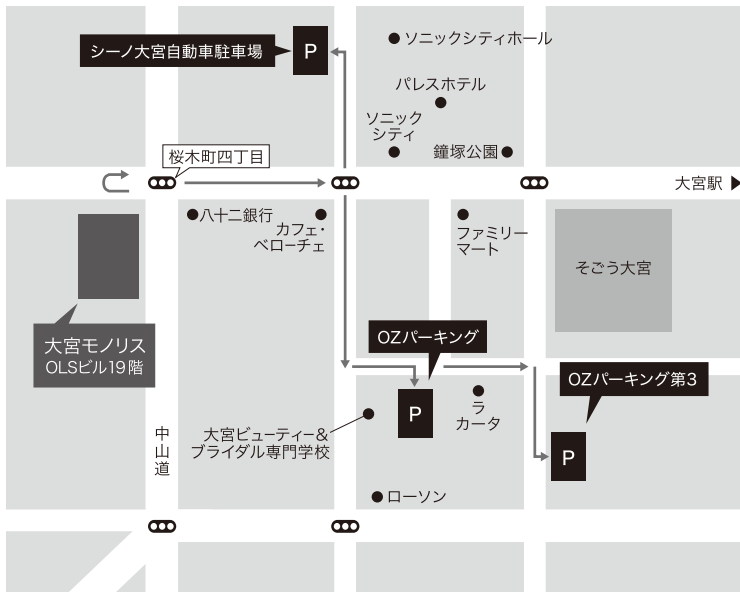 シーノ大宮自動車駐車場
P
ソニックシティホール
パレスホテル
ソニック
シティ
鐘塚公園
桜木町四丁目
大宮駅
八十二銀行
カフェ・
ベローチェ
ファミリー
マート
そごう大宮
大宮モノリス
OLSビル19階
OZパーキング
OZパーキング第3
P
ラ
カータ
大宮ビューティー&
ブライダル専門学校
P
中山道
ローソン